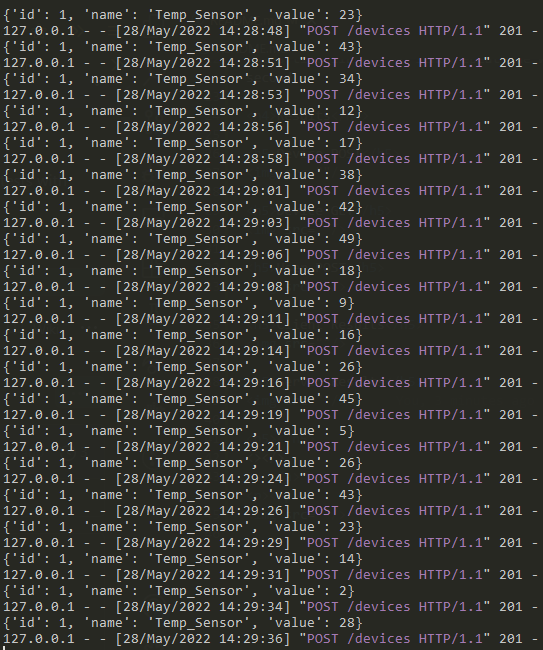 {'id': 1, 'name': 'Temp_Sensor', 'value': 23}
127.0.0.1 - - [28/May/2022 14:28:48] "POST /devices HTTP/1.1" 201 -
{'id': 1, 'name': 'Temp_Sensor', 'value': 43}
127.0.0.1 - - [28/May/2022 14:28:51] "POST /devices HTTP/1.1" 201 -
{'id': 1, 'name': 'Temp_Sensor', 'value': 34}
127.0.0.1 - - [28/May/2022 14:28:53] "POST /devices HTTP/1.1" 201 -
{'id': 1, 'name': 'Temp_Sensor', 'value': 12}
127.0.0.1 - - [28/May/2022 14:28:56] "POST /devices HTTP/1.1" 201 -
{'id': 1, 'name': 'Temp_Sensor', 'value': 17}
127.0.0.1 - - [28/May/2022 14:28:58] "POST /devices HTTP/1.1" 201 -
{'id': 1, 'name': 'Temp_Sensor', 'value': 38}
127.0.0.1 - - [28/May/2022 14:29:01] "POST /devices HTTP/1.1" 201 -
{'id': 1, 'name': 'Temp_Sensor', 'value': 42}
127.0.0.1 - - [28/May/2022 14:29:03] "POST /devices HTTP/1.1" 201 -
{'id': 1, 'name': 'Temp_Sensor', 'value': 49}
127.0.0.1 - - [28/May/2022 14:29:06] "POST /devices HTTP/1.1" 201 -
{'id': 1, 'name': 'Temp_Sensor', 'value': 18}
127.0.0.1 - - [28/May/2022 14:29:08] "POST /devices HTTP/1.1" 201 -
{'id': 1, 'name': 'Temp_Sensor', 'value': 9}
127.0.0.1 - - [28/May/2022 14:29:11] "POST /devices HTTP/1.1" 201 -
{'id': 1, 'name': 'Temp_Sensor', 'value': 16}
127.0.0.1 - - [28/May/2022 14:29:14] "POST /devices HTTP/1.1" 201 -
{'id': 1, 'name': 'Temp_Sensor', 'value': 26}
127.0.0.1 - - [28/May/2022 14:29:16] "POST /devices HTTP/1.1" 201 -
{'id': 1, 'name': 'Temp_Sensor', 'value': 45}
127.0.0.1 - - [28/May/2022 14:29:19] "POST /devices HTTP/1.1" 201 -
{'id': 1, 'name': 'Temp_Sensor', 'value': 5}
127.0.0.1 - - [28/May/2022 14:29:21] "POST /devices HTTP/1.1" 201 -
{'id': 1, 'name': 'Temp_Sensor', 'value': 26}
127.0.0.1 - - [28/May/2022 14:29:24] "POST /devices HTTP/1.1" 201 -
{'id': 1, 'name': 'Temp_Sensor', 'value': 43}
127.0.0.1 - - [28/May/2022 14:29:26] "POST /devices HTTP/1.1" 201 -
{'id': 1, 'name': 'Temp_Sensor', 'value': 23}
127.0.0.1 - - [28/May/2022 14:29:29] "POST /devices HTTP/1.1" 201 -
{'id': 1, 'name': 'Temp_Sensor', 'value': 14}
127.0.0.1 - - [28/May/2022 14:29:31] "POST /devices HTTP/1.1" 201 -
{'id': 1, 'name': 'Temp_Sensor', 'value': 2}
127.0.0.1 - - [28/May/2022 14:29:34] "POST /devices HTTP/1.1" 201 -
{'id': 1, 'name': 'Temp_Sensor', 'value': 28}
127.0.0.1 - - [28/May/2022 14:29:36] "POST /devices HTTP/1.1" 201 -